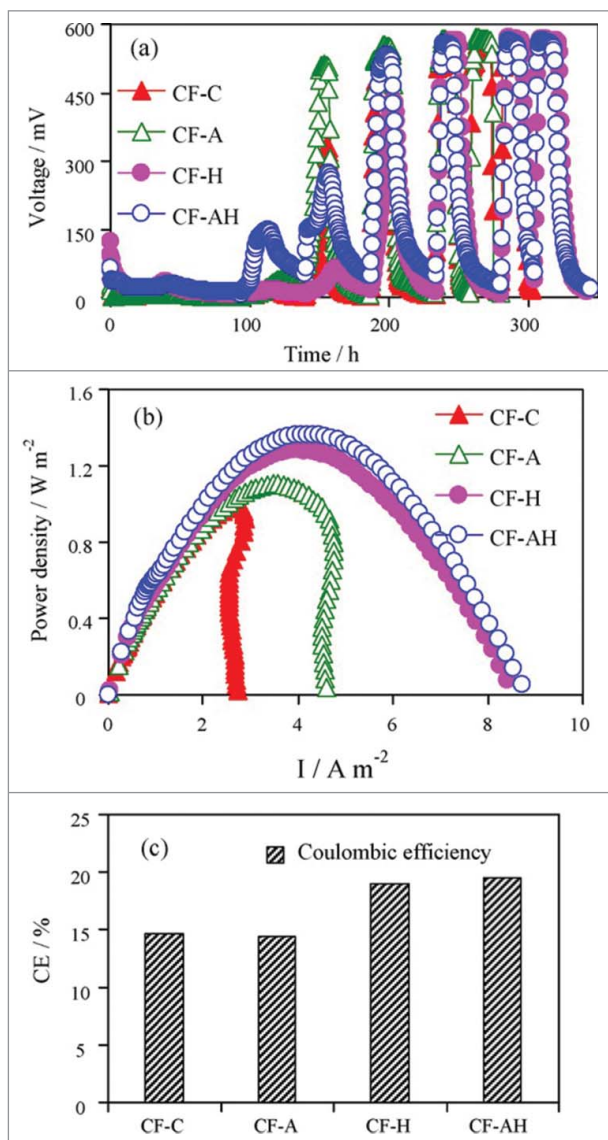 (a)
CF-C
CF-A
CF-H
CF-AH
600
450
300
150
0
Voltage / mV
0 100 200 300
Time / h
(b)
CF-C
CF-A
CF-H
CF-AH
1.6
1.2
0.8
0.4
0
Power density / W m⁻²
0 2 4 6 8 10
I / A m⁻²
(c)
Coulombic efficiency
25
20
15
10
5
0
CE / %
CF-C CF-A CF-H CF-AH